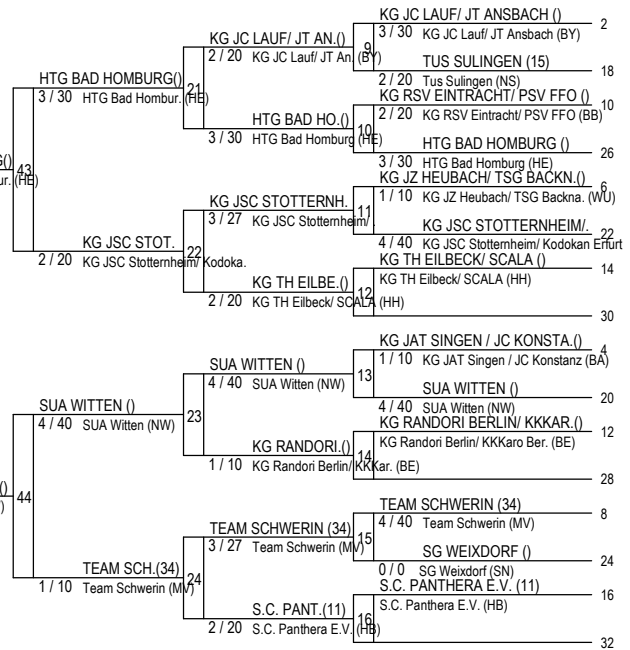 KG JC LAUF/ JT ANSBACH ()
2
3 / 30 KG JC Lauf/ JT Ansbach (BY)
KG JC LAUF/ JT AN.()
9
2 / 20 KG JC Lauf/ JT An. (BY)
TUS SULINGEN (15)
18
2 / 20 Tus Sulingen (NS)
HTG BAD HOMBURG()
21
KG RSV EINTRACHT/ PSV FFO ()
10
3 / 30 HTG Bad Hombur. (HE)
2 / 20 KG RSV Eintracht/ PSV FFO (BB)
HTG BAD HO.()
10
3 / 30 HTG Bad Homburg (HE)
HTG BAD HOMBURG ()
26
3 / 30 HTG Bad Homburg (HE)
43
KG JZ HEUBACH/ TSG BACKN.()
6
1 / 10 KG JZ Heubach/ TSG Backna. (WÜ)
KG JSC STOTTERNH.
11
3 / 27 KG JSC Stotternheim/ .
KG JSC STOTTERNHEIM/.
22
4 / 40 KG JSC Stotternheim/ Kodokan Erfurt
KG JSC STOT.
22
2 / 20 KG JSC Stotternheim/ Kodoka.
KG TH EILBECK/ SCALA ()
14
KG TH Eilbeck/ SCALA (HH)
KG TH EILBE.()
12
2 / 20 KG TH Eilbeck/ SCALA (HH)
30
KG JAT SINGEN / JC KONSTA.()
4
1 / 10 KG JAT Singen / JC Konstanz (BA)
SUA WITTEN ()
13
4 / 40 SUA Witten (NW)
SUA WITTEN ()
20
4 / 40 SUA Witten (NW)
SUA WITTEN ()
23
4 / 40 SUA Witten (NW)
KG RANDORI BERLIN/ KKKAR.()
12
KG Randori Berlin/ KKKaro Ber. (BE)
KG RANDORI.()
14
1 / 10 KG Randori Berlin/ KKKar. (BE)
28
44
TEAM SCHWERIN (34)
8
4 / 40 Team Schwerin (MV)
TEAM SCHWERIN (34)
15
3 / 27 Team Schwerin (MV)
SG WEIXDORF ()
24
0 / 0 SG Weixdorf (SN)
TEAM SCH.(34)
24
1 / 10 Team Schwerin (MV)
S.C. PANTHERA E.V. (11)
16
S.C. Panthera E.V. (HB)
S.C. PANT.(11)
16
2 / 20 S.C. Panthera E.V. (HB)
32